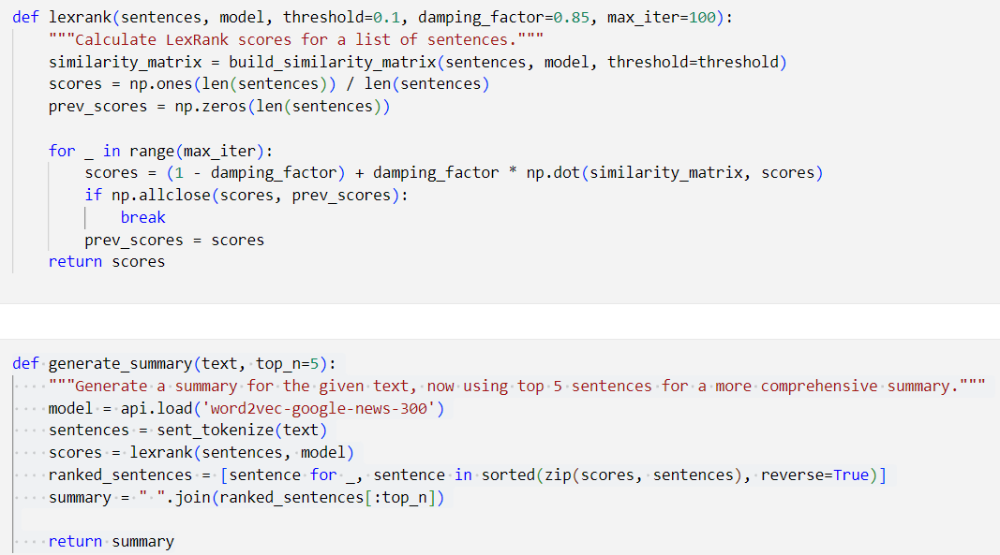 def lexrank(sentences, model, threshold=0.1, damping_factor=0.85, max_iter=100):
    """Calculate LexRank scores for a list of sentences."""
    similarity_matrix = build_similarity_matrix(sentences, model, threshold=threshold)
    scores = np.ones(len(sentences)) / len(sentences)
    prev_scores = np.zeros(len(sentences))

    for _ in range(max_iter):
        scores = (1 - damping_factor) + damping_factor * np.dot(similarity_matrix, scores)
        if np.allclose(scores, prev_scores):
            break
        prev_scores = scores
    return scores

def generate_summary(text, top_n=5):
    """Generate a summary for the given text, now using top 5 sentences for a more comprehensive summary."""
    model = api.load('word2vec-google-news-300')
    sentences = sent_tokenize(text)
    scores = lexrank(sentences, model)
    ranked_sentences = [sentence for _, sentence in sorted(zip(scores, sentences), reverse=True)]
    summary = " ".join(ranked_sentences[:top_n])

    return summary